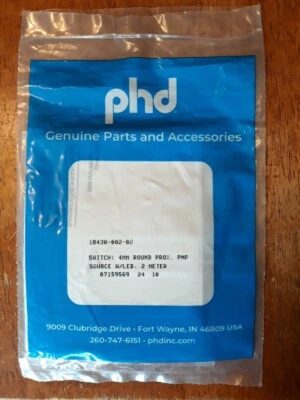 phd
Genuine Parts and Accessories
18430-002-02
SWITCH: 4MM ROUND PROX. PNP
SOURCE W/LED. 2 METER
07159569 24 10
9009 Clubridge Drive • Fort Wayne, IN 46809 USA
260-747-6151 • phdinc.com